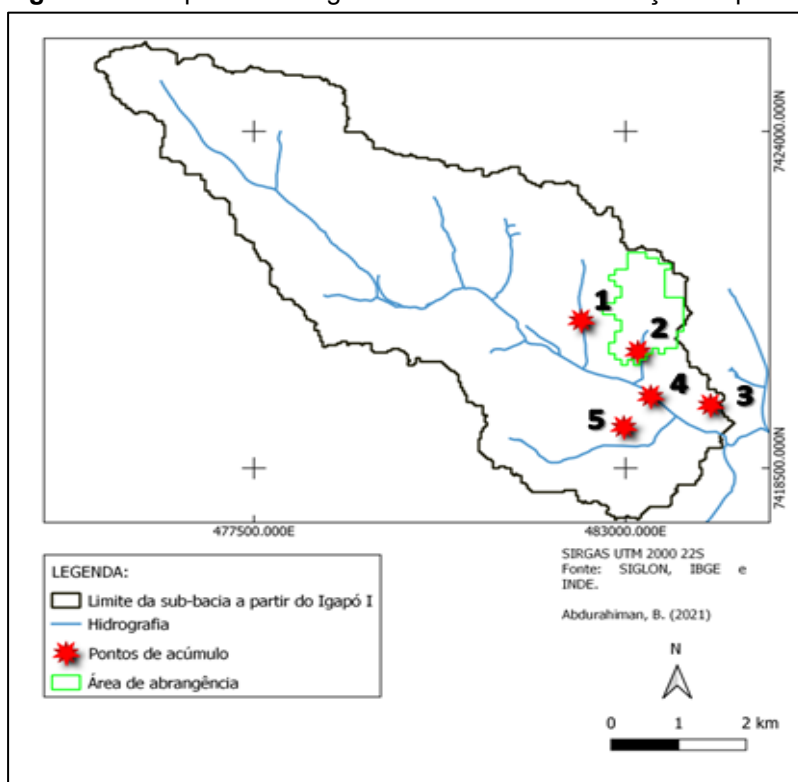 1
2
3
4
5
7424000.000N
7418500.000N
477500.000E
483000.000E
LEGENDA:
Limite da sub-bacia a partir do Igapó I
Hidrografia
Pontos de acúmulo
Área de abrangência
SIRGAS UTM 2000 22S
Fonte: SIGLON, IBGE e
INDE.
Abdurahiman, B. (2021)
N
0 1 2 km